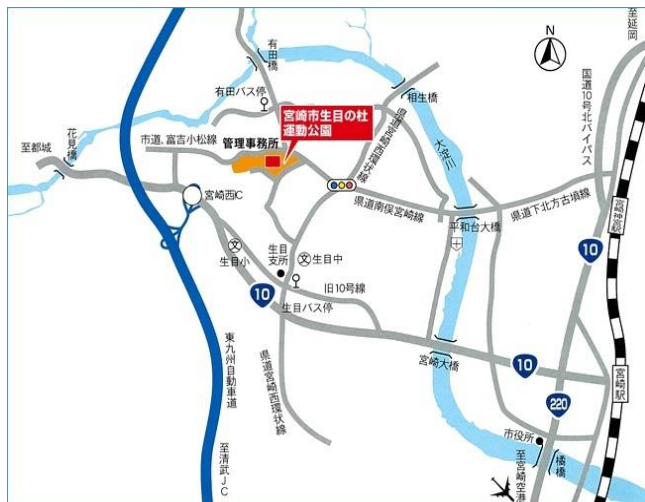 至延岡
N
有田橋
有田バス停
国道10号北バイパス
相生橋
宮崎市生目の杜
運動公園
県道宮崎西環状線
花見橋
市道、富吉小松線
管理事務所
至都城
大淀川
宮崎西IC
県道南俣宮崎線
県道下北方古墳線
宮崎神宮駅
平和台大橋
文
生目小
生目支所
文
生目中
旧10号線
10
生目バス停
東九州自動車道
県道宮崎西環状線
宮崎大橋
10
宮崎駅
220
市役所
橘橋
至宮崎空港
至清武JC